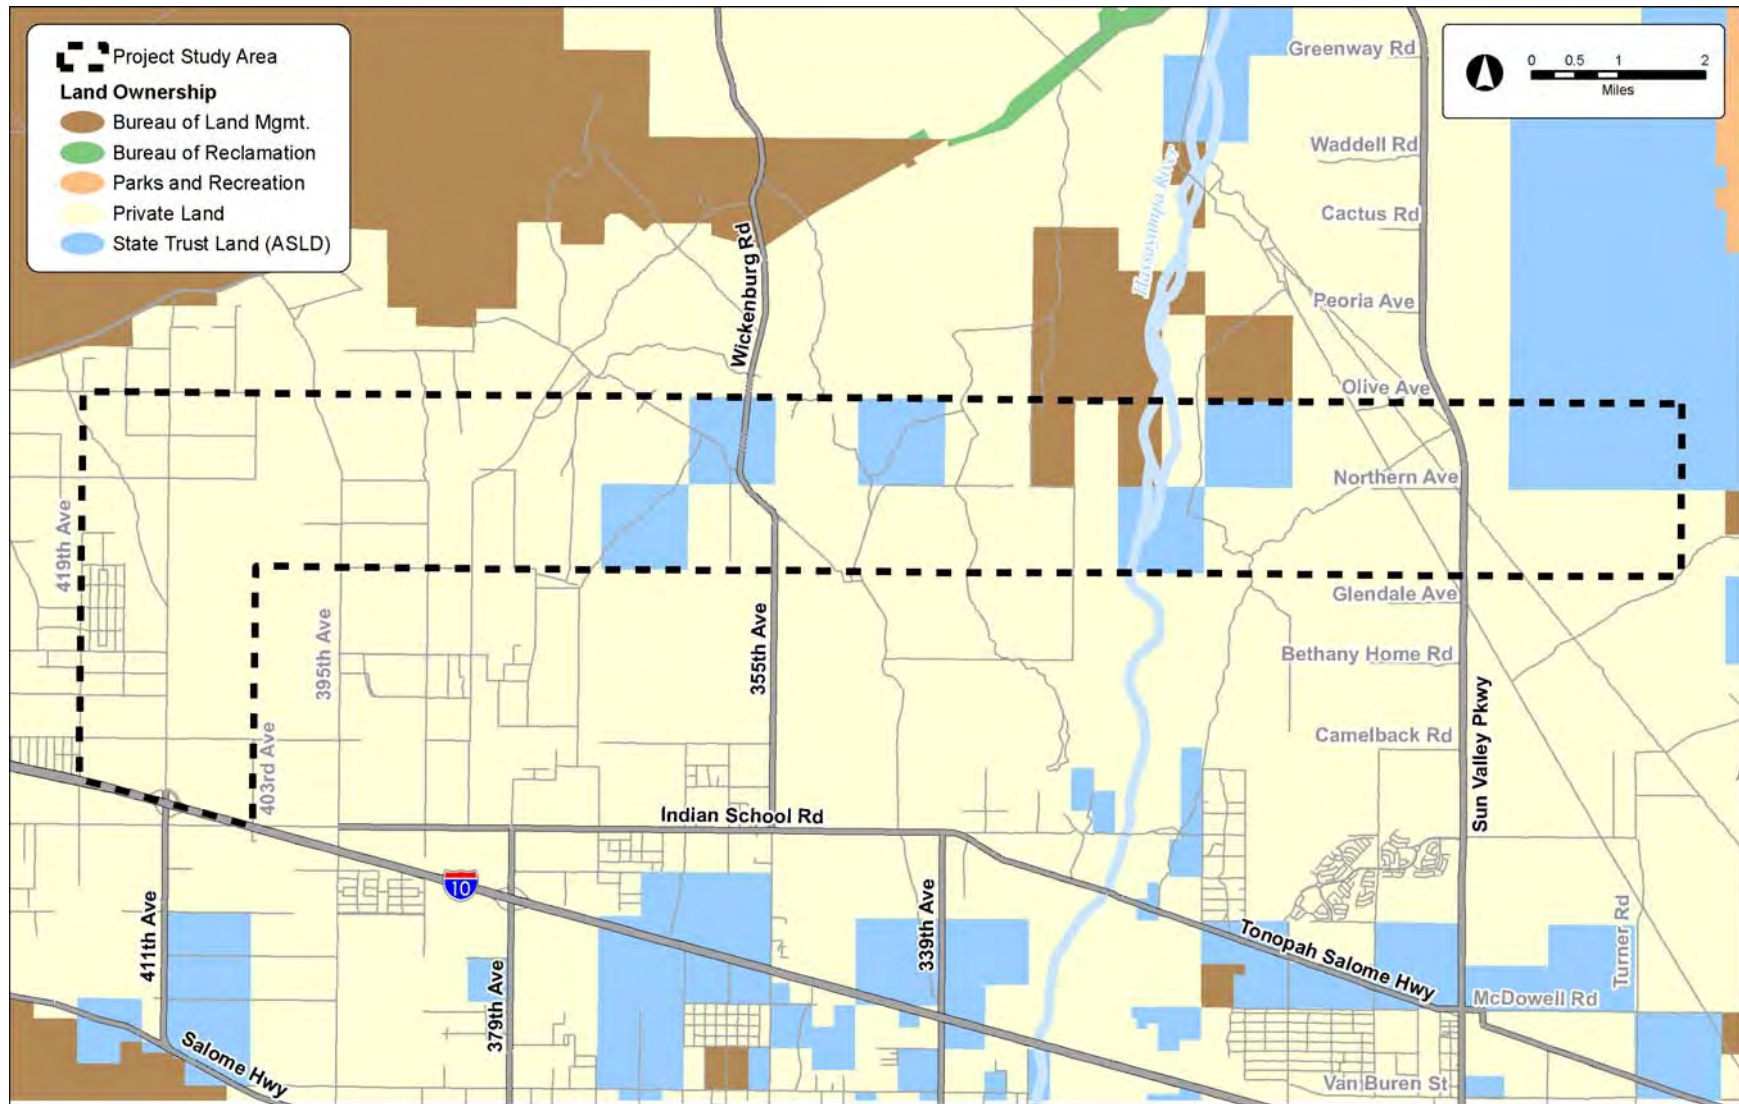 Project Study Area
Land Ownership
Bureau of Land Mgmt.
Bureau of Reclamation
Parks and Recreation
Private Land
State Trust Land (ASLD)
0 0.5 1 2
Miles
Greenway Rd
Waddell Rd
Cactus Rd
Peoria Ave
Olive Ave
Northern Ave
Glendale Ave
Bethany Home Rd
Camelback Rd
Hassayampa River
Wickenburg Rd
419th Ave
395th Ave
403rd Ave
355th Ave
Sun Valley Pkwy
Indian School Rd
10
411th Ave
379th Ave
339th Ave
Tonopah Salome Hwy
Turner Rd
McDowell Rd
Salome Hwy
Van Buren St